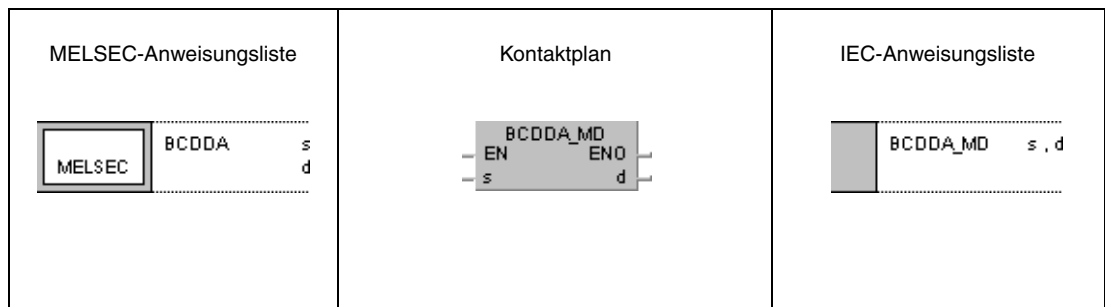 MELSEC-Anweisungsliste
MELSEC
BCDDA s
d
Kontaktplan
BCDDA_MD
EN ENO
s d
IEC-Anweisungsliste
BCDDA_MD s , d